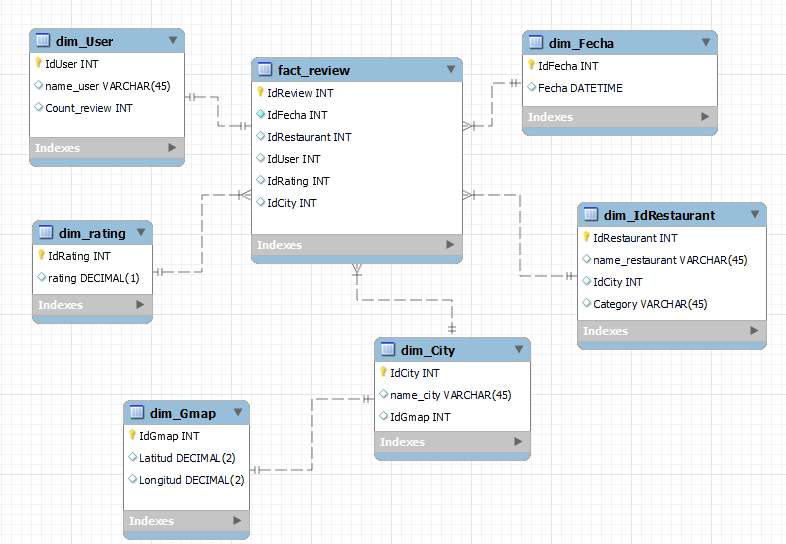 dim_User
IdUser INT
name_user VARCHAR(45)
Count_review INT
Indexes
fact_review
IdReview INT
IdFecha INT
IdRestaurant INT
IdUser INT
IdRating INT
IdCity INT
Indexes
dim_Fecha
IdFecha INT
Fecha DATETIME
Indexes
dim_rating
IdRating INT
rating DECIMAL(1)
Indexes
dim_IdRestaurant
IdRestaurant INT
name_restaurant VARCHAR(45)
IdCity INT
Category VARCHAR(45)
Indexes
dim_City
IdCity INT
name_city VARCHAR(45)
IdGmap INT
Indexes
dim_Gmap
IdGmap INT
Latitud DECIMAL(2)
Longitud DECIMAL(2)
Indexes